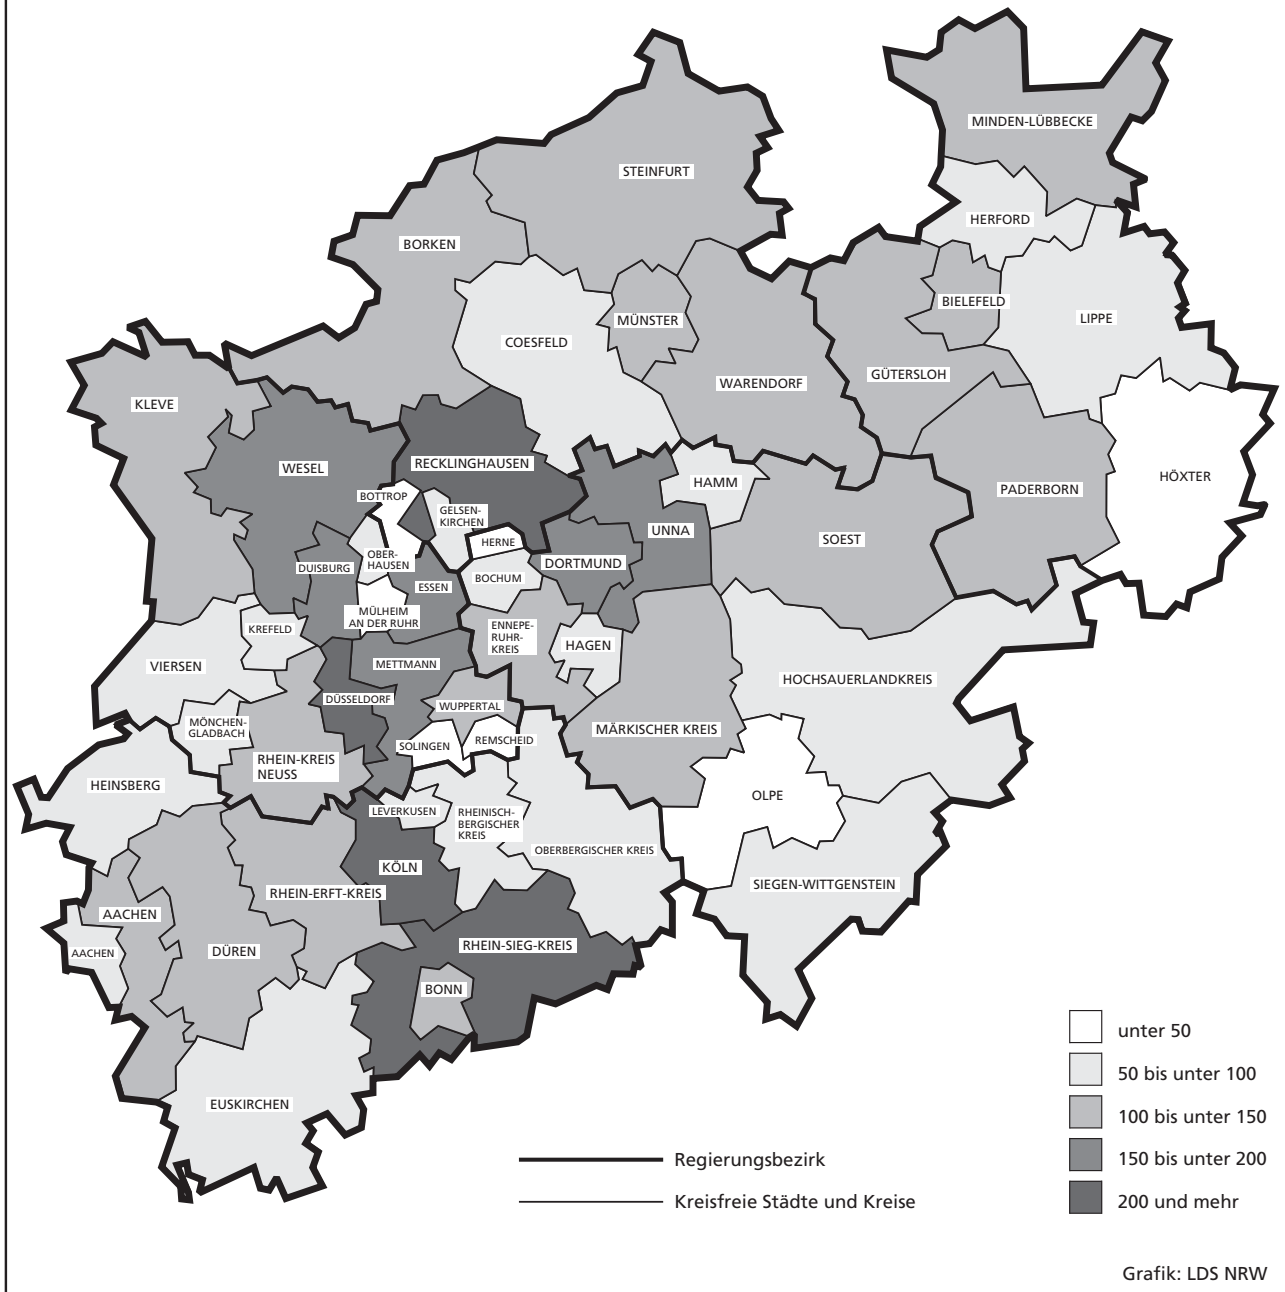 MINDEN-LÜBBECKE
STEINFURT
HERFORD
BORKEN
BIELEFELD
LIPPE
MÜNSTER
COESFELD
GÜTERSLOH
WARENDORF
KLEVE
RECKLINGHAUSEN
WESEL
HÖXTER
HAMM
PADERBORN
BOTTROP
GELSEN-
KIRCHEN
UNNA
SOEST
HERNE
OBER-
HAUSEN
DORTMUND
DUISBURG
BOCHUM
ESSEN
MÜLHEIM
AN DER RUHR
KREFELD
ENNEPE-
RUHR-
KREIS
HAGEN
VIERSEN
METTMANN
HOCHSAUERLANDKREIS
DÜSSELDORF
WUPPERTAL
MÖNCHEN-
GLADBACH
MÄRKISCHER KREIS
SOLINGEN
REMSCHEID
RHEIN-KREIS
NEUSS
HEINSBERG
OLPE
LEVERKUSEN
RHEINISCH-
BERGISCHER
KREIS
OBERBERGISCHER KREIS
KÖLN
RHEIN-ERFT-KREIS
SIEGEN-WITTGENSTEIN
AACHEN
AACHEN
DÜREN
RHEIN-SIEG-KREIS
BONN
EUSKIRCHEN
unter 50
50 bis unter 100
100 bis unter 150
150 bis unter 200
200 und mehr
Regierungsbezirk
Kreisfreie Städte und Kreise
Grafik: LDS NRW